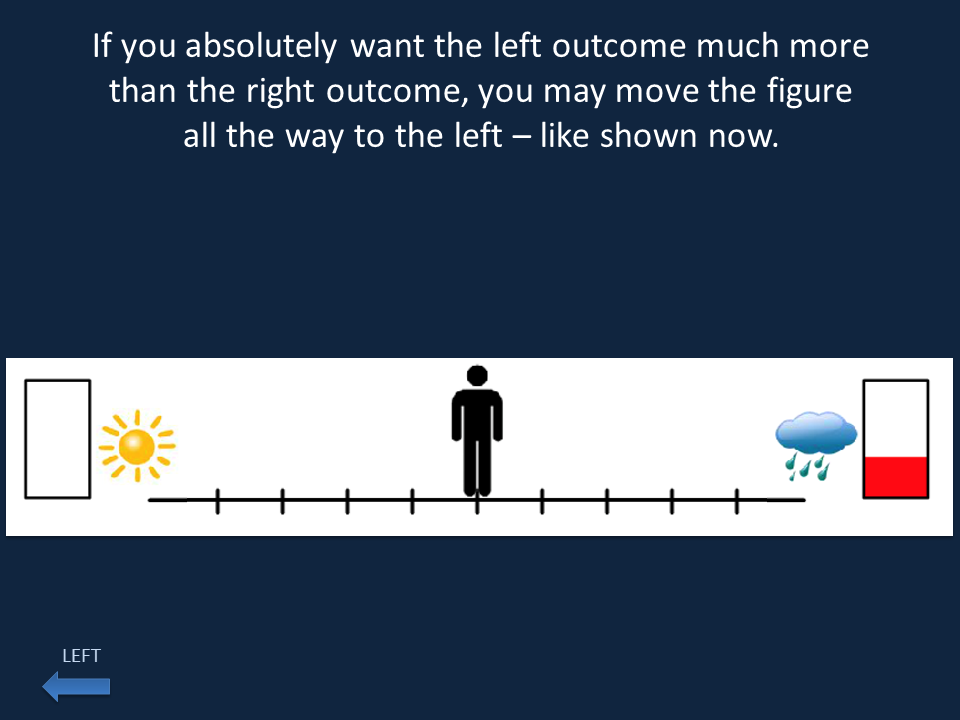 If you absolutely want the left outcome much more
than the right outcome, you may move the figure
all the way to the left – like shown now.
LEFT